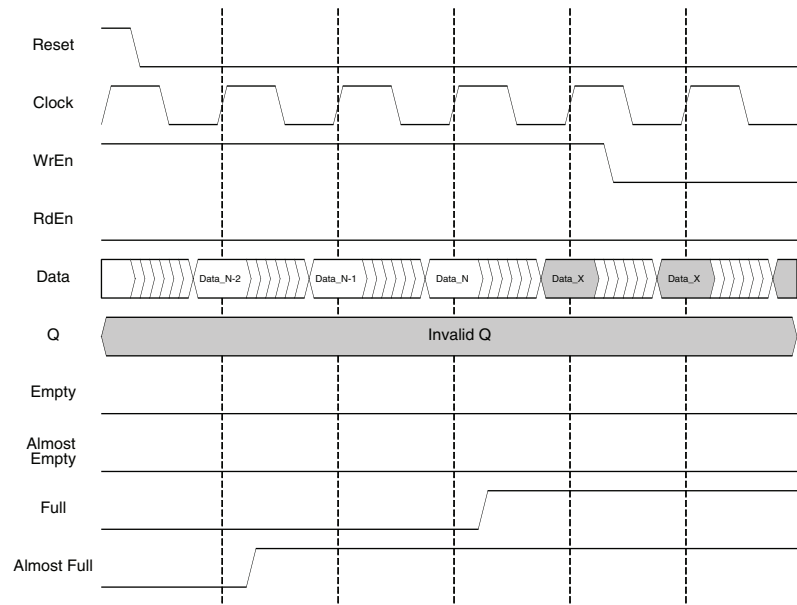 Reset
Clock
WrEn
RdEn
Data
Data_N-2
Data_N-1
Data_N
Data_X
Data_X
Q
Invalid Q
Empty
Almost
Empty
Full
Almost Full